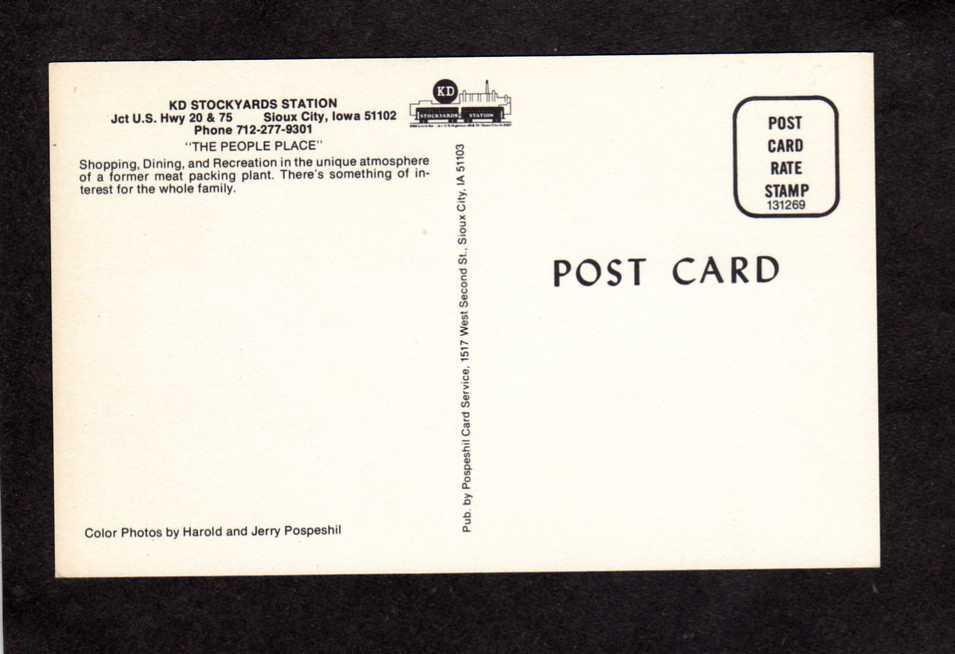 KD STOCKYARDS STATION
Jct U.S. Hwy 20 & 75 Sioux City, Iowa 51102
Phone 712-277-9301
"THE PEOPLE PLACE"
Shopping, Dining, and Recreation in the unique atmosphere
of a former meat packing plant. There's something of in-
terest for the whole family.
Color Photos by Harold and Jerry Pospeshil
KD
STOCKYARDS STATION
Pub. by Pospeshil Card Service, 1517 West Second St., Sioux City, IA 51103
POST
CARD
RATE
STAMP
131269
POST CARD